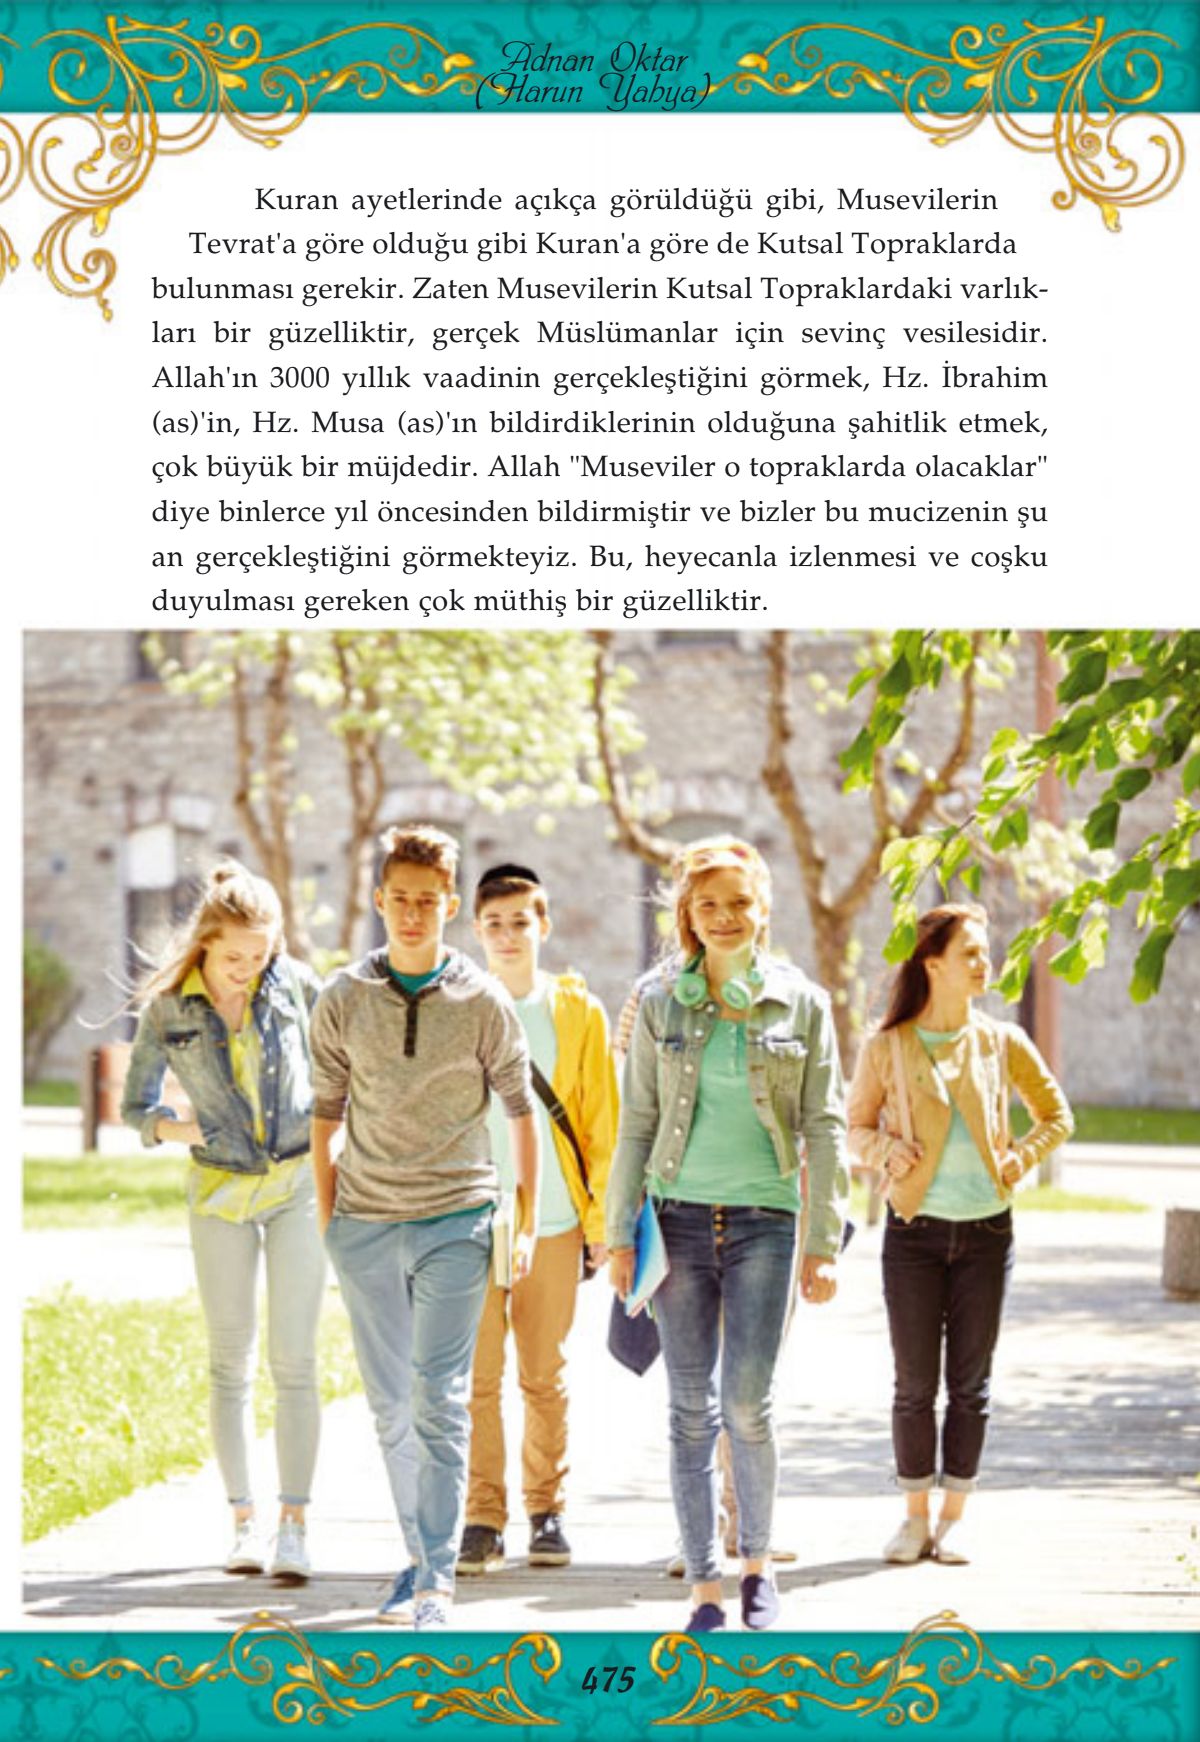 Adnan Oktar
(Harun Yahya)
Kuran ayetlerinde açıkça görüldüğü gibi, Musevilerin
Tevrat'a göre olduğu gibi Kuran'a göre de Kutsal Topraklarda
bulunması gerekir. Zaten Musevilerin Kutsal Topraklardaki varlık-
ları bir güzelliktir, gerçek Müslümanlar için sevinç vesilesidir.
Allah'ın 3000 yıllık vaadinin gerçekleştiğini görmek, Hz. İbrahim
(as)'in, Hz. Musa (as)'ın bildirdiklerinin olduğuna şahitlik etmek,
çok büyük bir müjdedir. Allah "Museviler o topraklarda olacaklar"
diye binlerce yıl öncesinden bildirmiştir ve bizler bu mucizenin şu
an gerçekleştiğini görmekteyiz. Bu, heyecanla izlenmesi ve coşku
duyulması gereken çok müthiş bir güzelliktir.
475